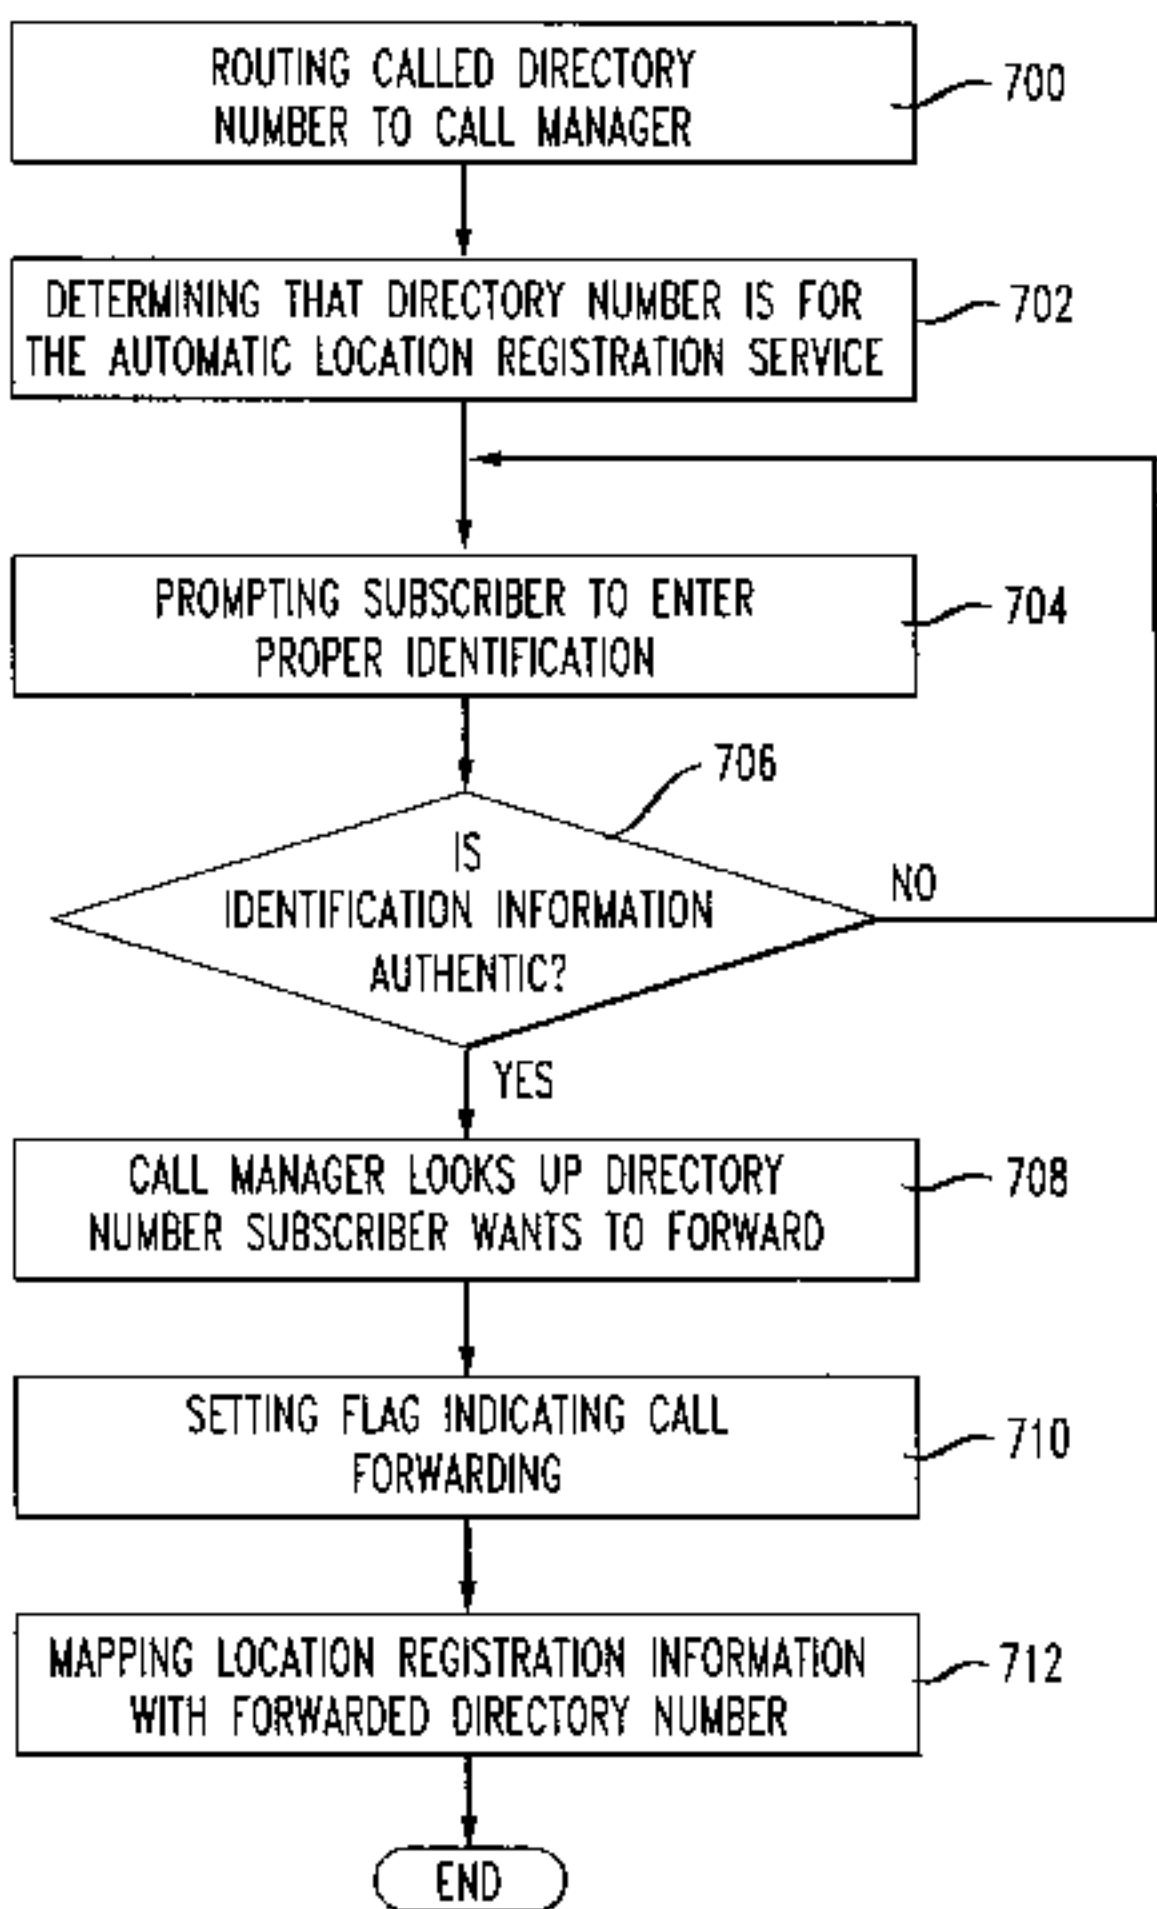 ROUTING CALLED DIRECTORY
NUMBER TO CALL MANAGER
700
DETERMINING THAT DIRECTORY NUMBER IS FOR
THE AUTOMATIC LOCATION REGISTRATION SERVICE
702
PROMPTING SUBSCRIBER TO ENTER
PROPER IDENTIFICATION
704
706
IS
IDENTIFICATION INFORMATION
AUTHENTIC?
NO
YES
CALL MANAGER LOOKS UP DIRECTORY
NUMBER SUBSCRIBER WANTS TO FORWARD
708
SETTING FLAG INDICATING CALL
FORWARDING
710
MAPPING LOCATION REGISTRATION INFORMATION
WITH FORWARDED DIRECTORY NUMBER
712
END